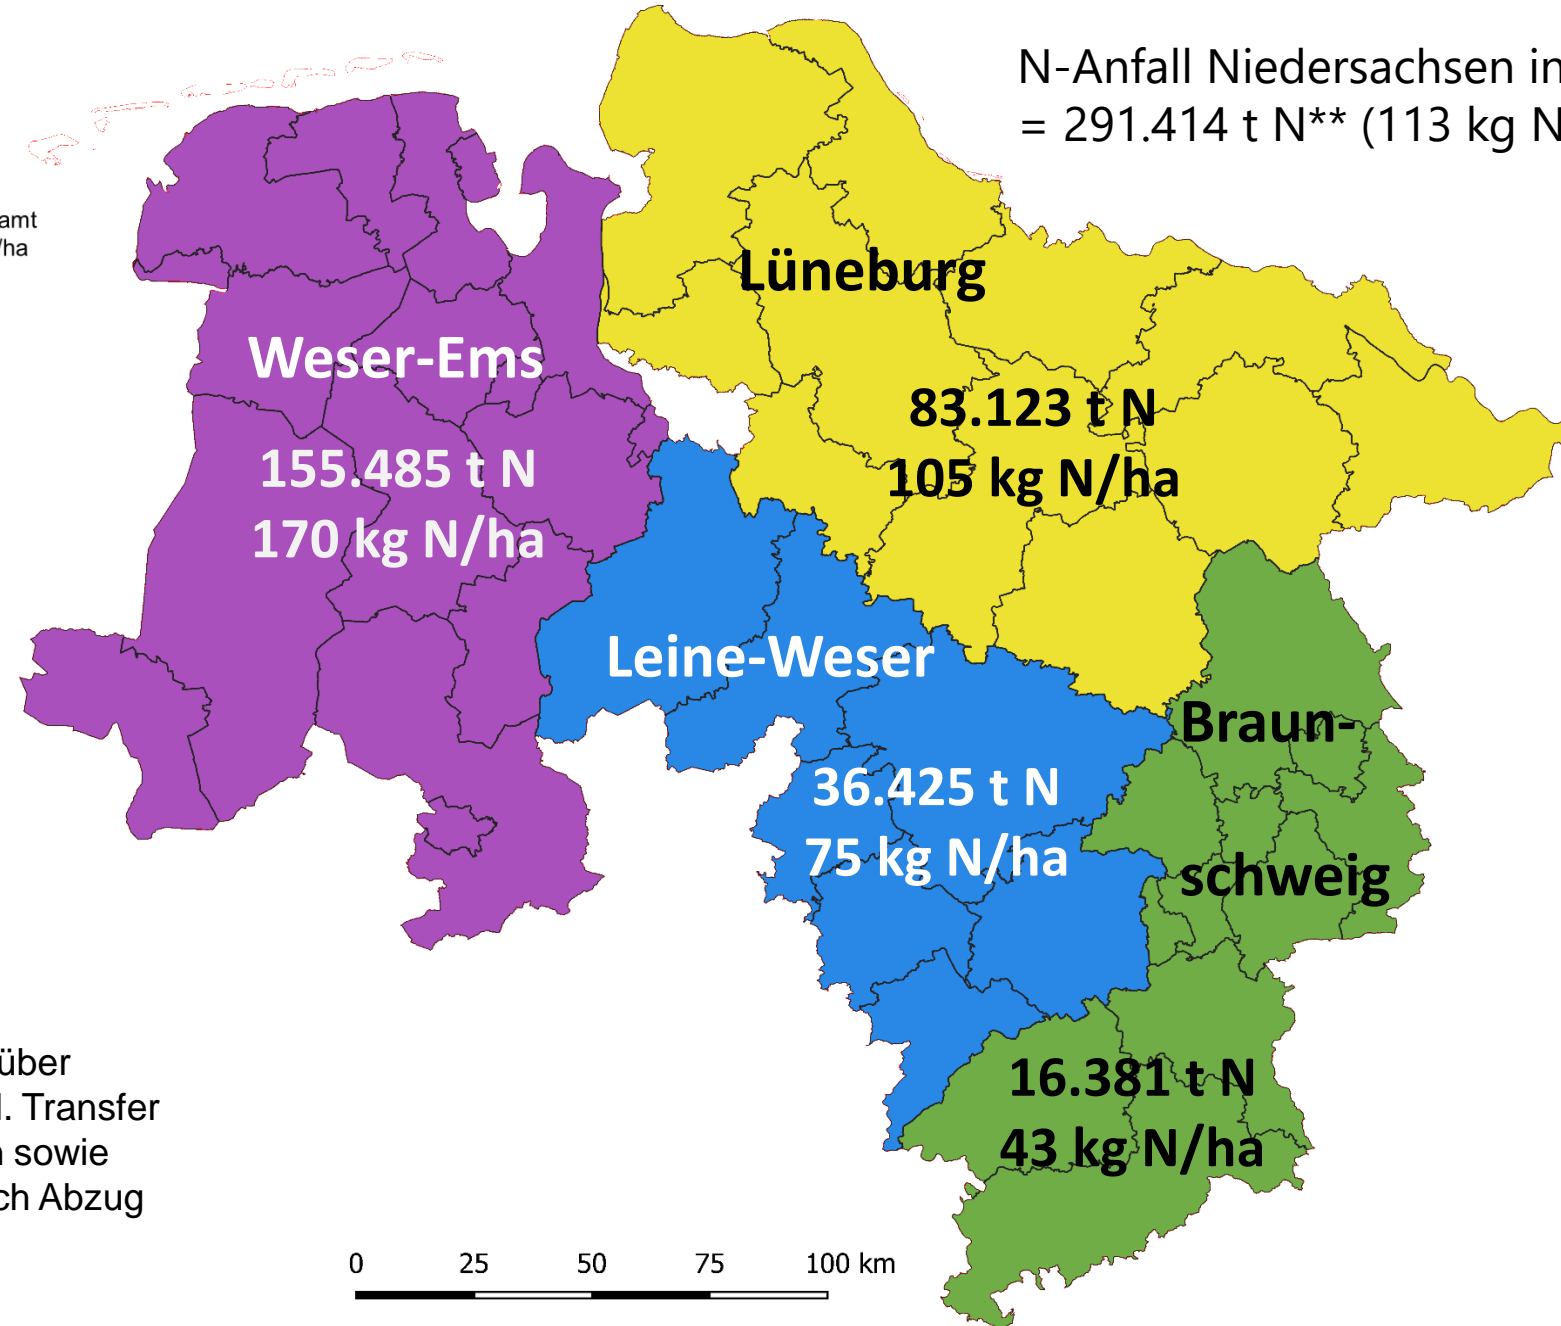 N-Anfall Niedersachsen in
= 291.414 t N** (113 kg N
amt
/ha
Lüneburg
83.123 t N
105 kg N/ha
Weser-Ems
155.485 t N
170 kg N/ha
Leine-Weser
36.425 t N
75 kg N/ha
Braun-
schweig
16.381 t N
43 kg N/ha
über
l. Transfer
n sowie
ch Abzug
0 25 50 75 100 km